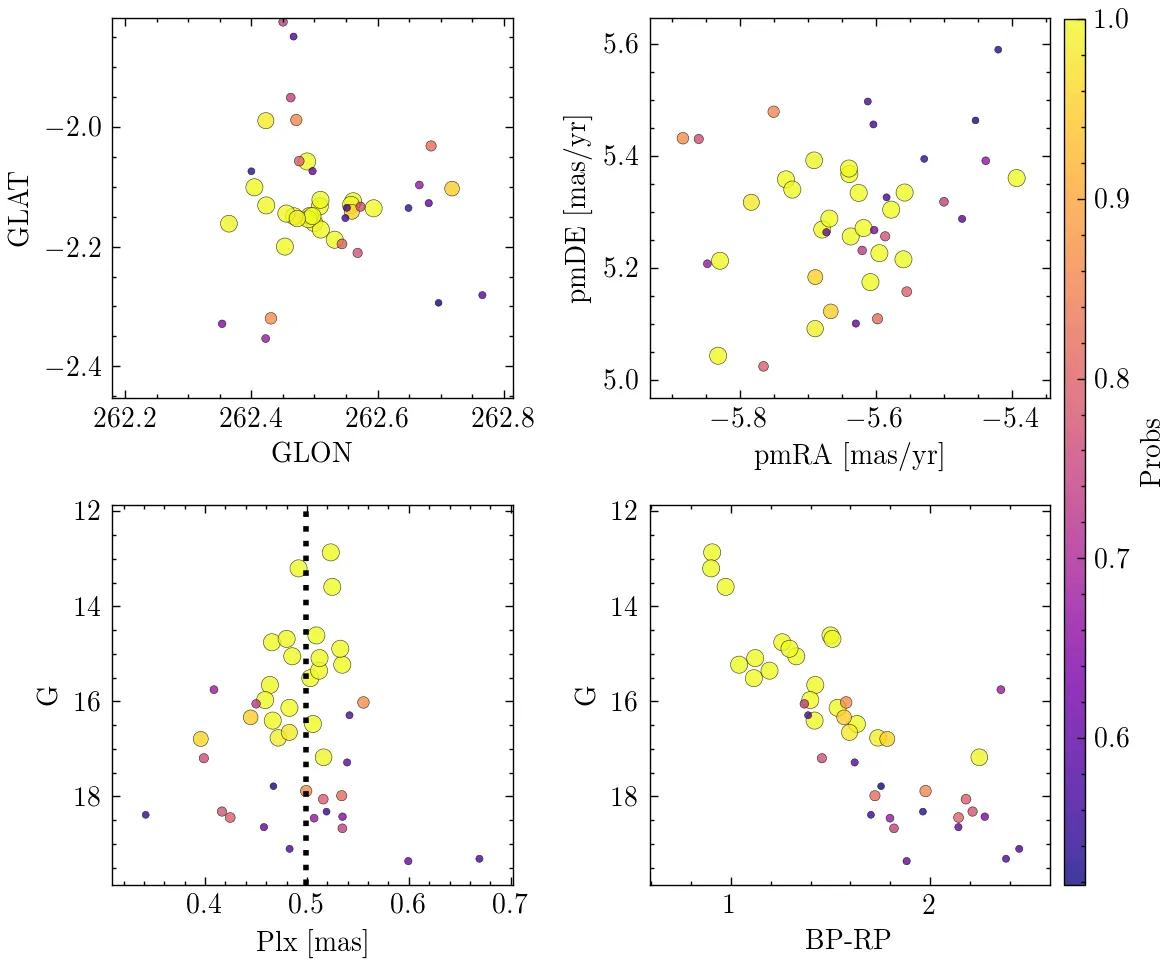 GLAT
−2.0
−2.2
−2.4
262.2 262.4 262.6 262.8
GLON
pmDE [mas/yr]
5.6
5.4
5.2
5.0
−5.8 −5.6 −5.4
pmRA [mas/yr]
G
12
14
16
18
0.4 0.5 0.6 0.7
Plx [mas]
G
12
14
16
18
1 2
BP-RP
1.0
0.9
0.8
0.7
0.6
Probs